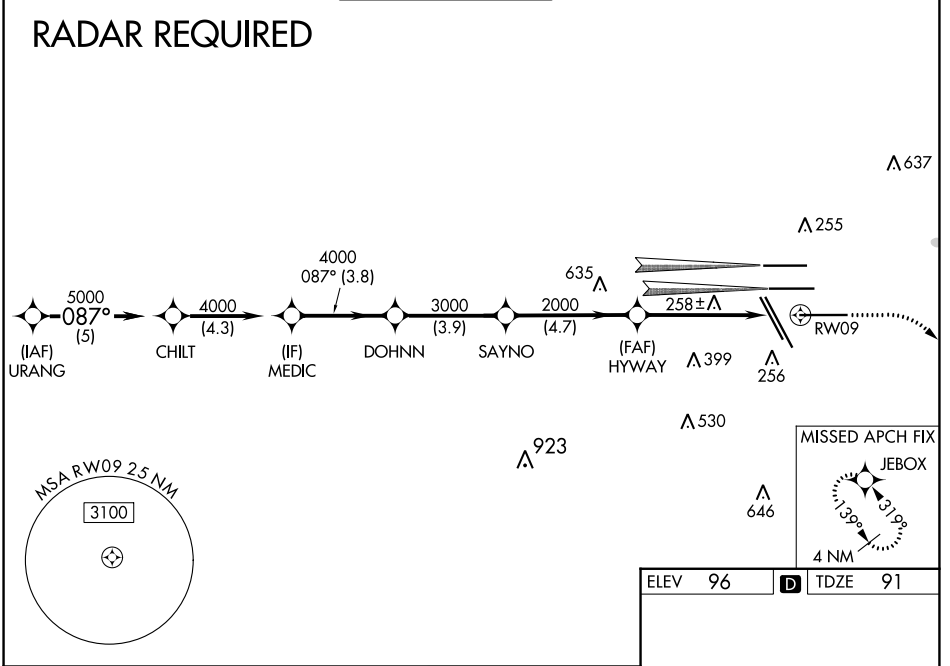 RADAR REQUIRED
637
255
4000
087° (3.8)
635
5000
087°
(5)
4000
(4.3)
3000
(3.9)
2000
(4.7)
258±
RW09
(IAF)
URANG
CHILT
(IF)
MEDIC
DOHNN
SAYNO
(FAF)
HYWAY
399
256
530
923
646
MSA RW09 25 NM
3100
MISSED APCH FIX
JEBOX
139°
319°
4 NM
ELEV 96 D TDZE 91